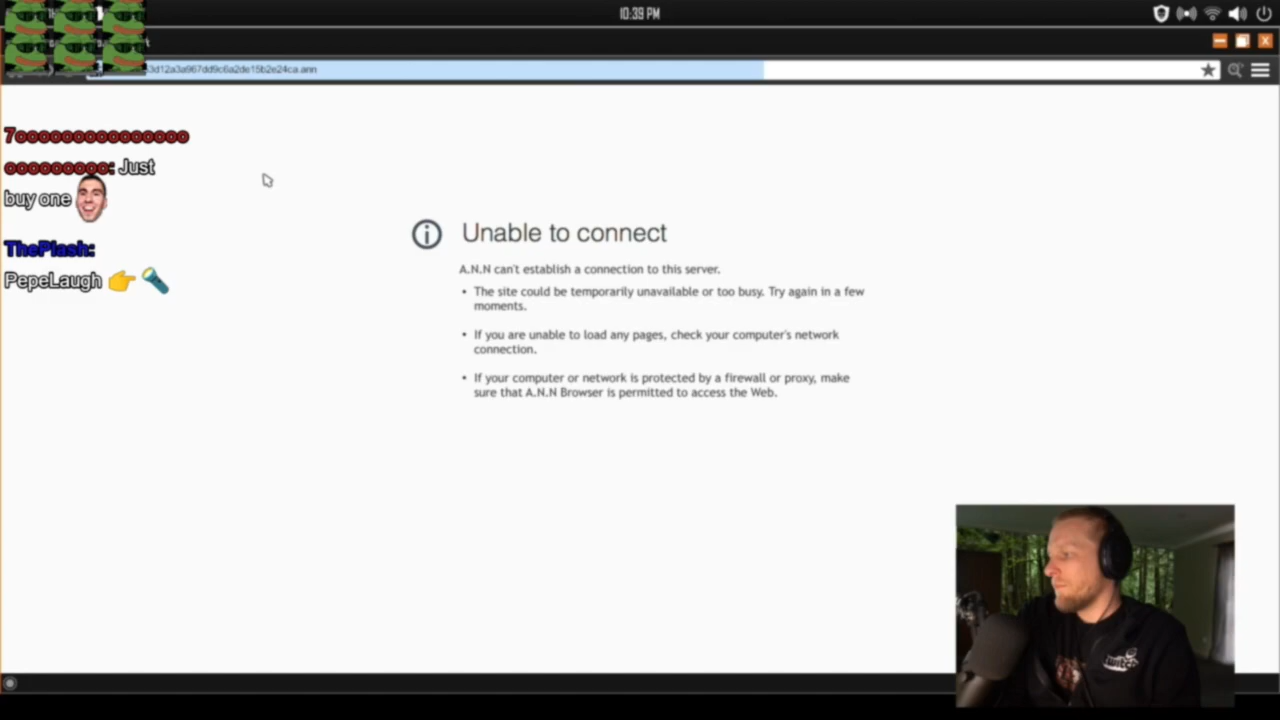 10:39 PM
3d12a3a967dd9c6a2de15b2e24ca.ann
7ooooooooooooooo
ooooooooo: Just
buy one
ThePlash:
PepeLaugh
Unable to connect
A.N.N can't establish a connection to this server.
• The site could be temporarily unavailable or too busy. Try again in a few
moments.
• If you are unable to load any pages, check your computer's network
connection.
• If your computer or network is protected by a firewall or proxy, make
sure that A.N.N Browser is permitted to access the Web.
twitch